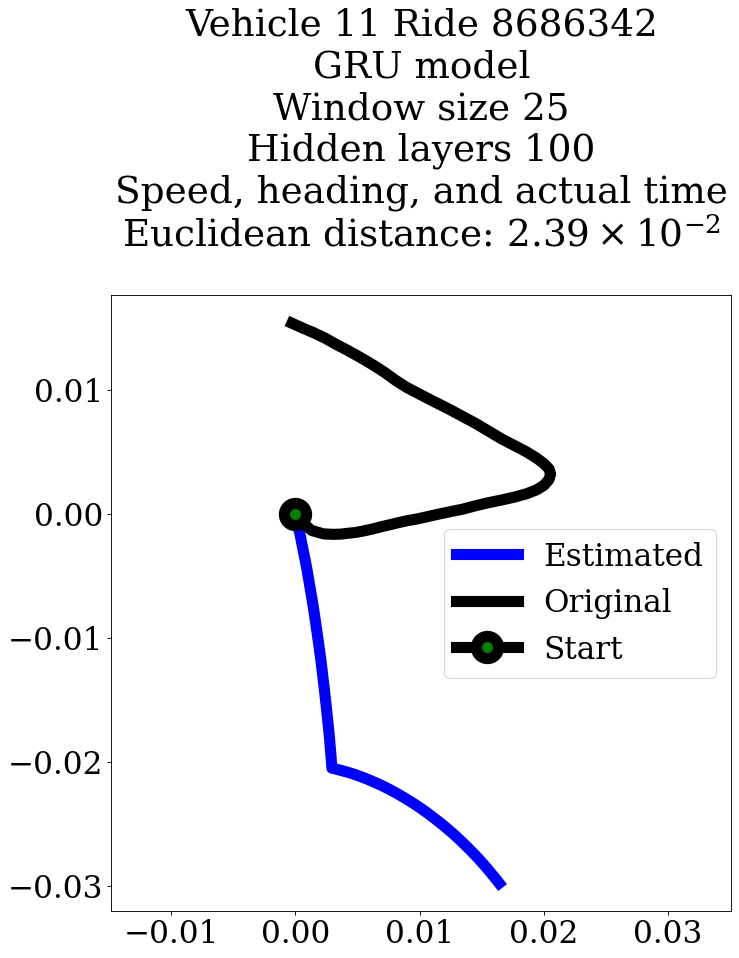 Vehicle 11 Ride 8686342
GRU model
Window size 25
Hidden layers 100
Speed, heading, and actual time
Euclidean distance: 2.39 × 10⁻²
0.01
0.00
−0.01
−0.02
−0.03
Estimated
Original
Start
−0.01 0.00 0.01 0.02 0.03